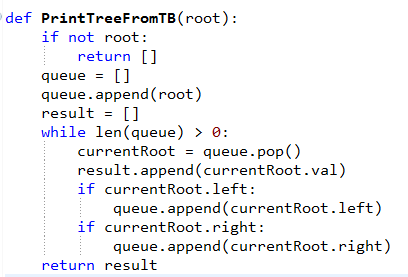 def PrintTreeFromTB(root):
    if not root:
        return []
    queue = []
    queue.append(root)
    result = []
    while len(queue) > 0:
        currentRoot = queue.pop()
        result.append(currentRoot.val)
        if currentRoot.left:
            queue.append(currentRoot.left)
        if currentRoot.right:
            queue.append(currentRoot.right)
    return result